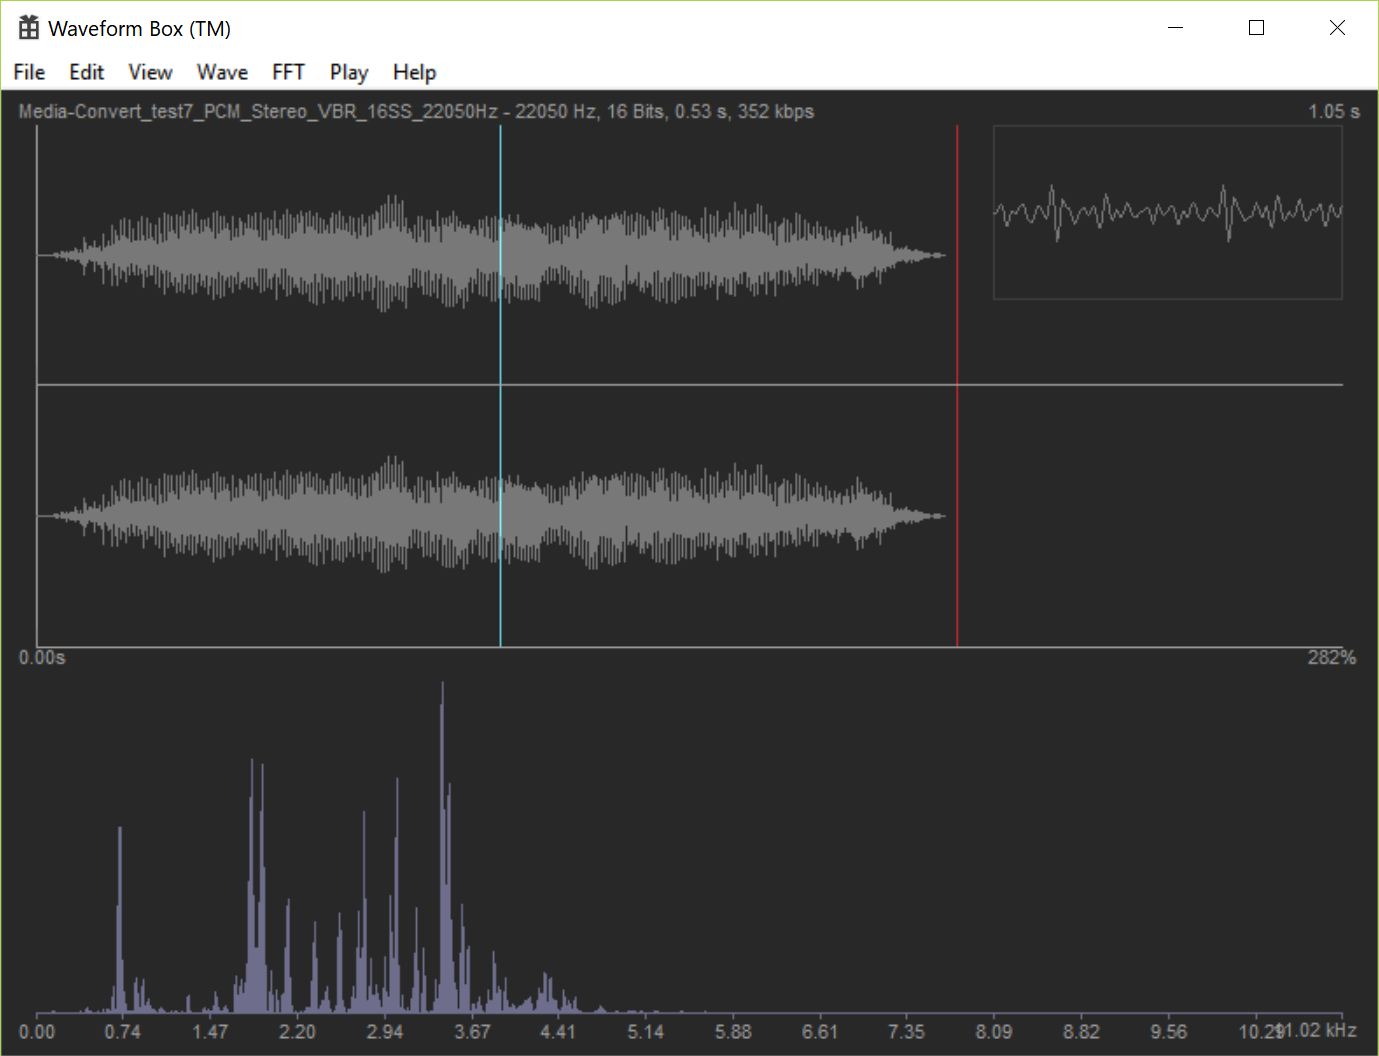 Waveform Box (TM)
File Edit View Wave FFT Play Help
Media-Convert_test7_PCM_Stereo_VBR_16SS_22050Hz - 22050 Hz, 16 Bits, 0.53 s, 352 kbps 1.05 s
0.00s 282%
0.00 0.74 1.47 2.20 2.94 3.67 4.41 5.14 5.88 6.61 7.35 8.09 8.82 9.56 10.29 11.02 kHz